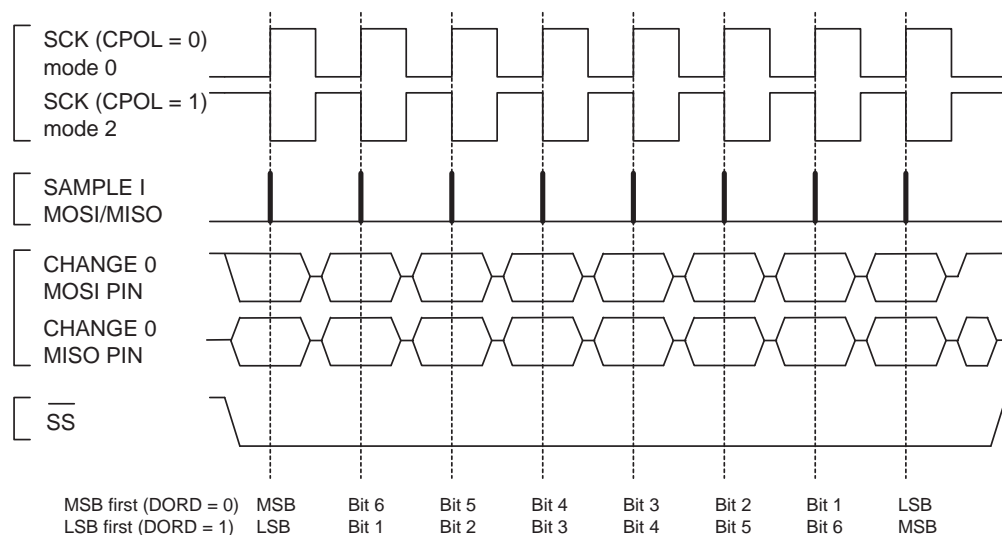 SCK (CPOL = 0)
mode 0
SCK (CPOL = 1)
mode 2
SAMPLE I
MOSI/MISO
CHANGE 0
MOSI PIN
CHANGE 0
MISO PIN
SS
MSB first (DORD = 0) MSB Bit 6 Bit 5 Bit 4 Bit 3 Bit 2 Bit 1 LSB
LSB first (DORD = 1) LSB Bit 1 Bit 2 Bit 3 Bit 4 Bit 5 Bit 6 MSB